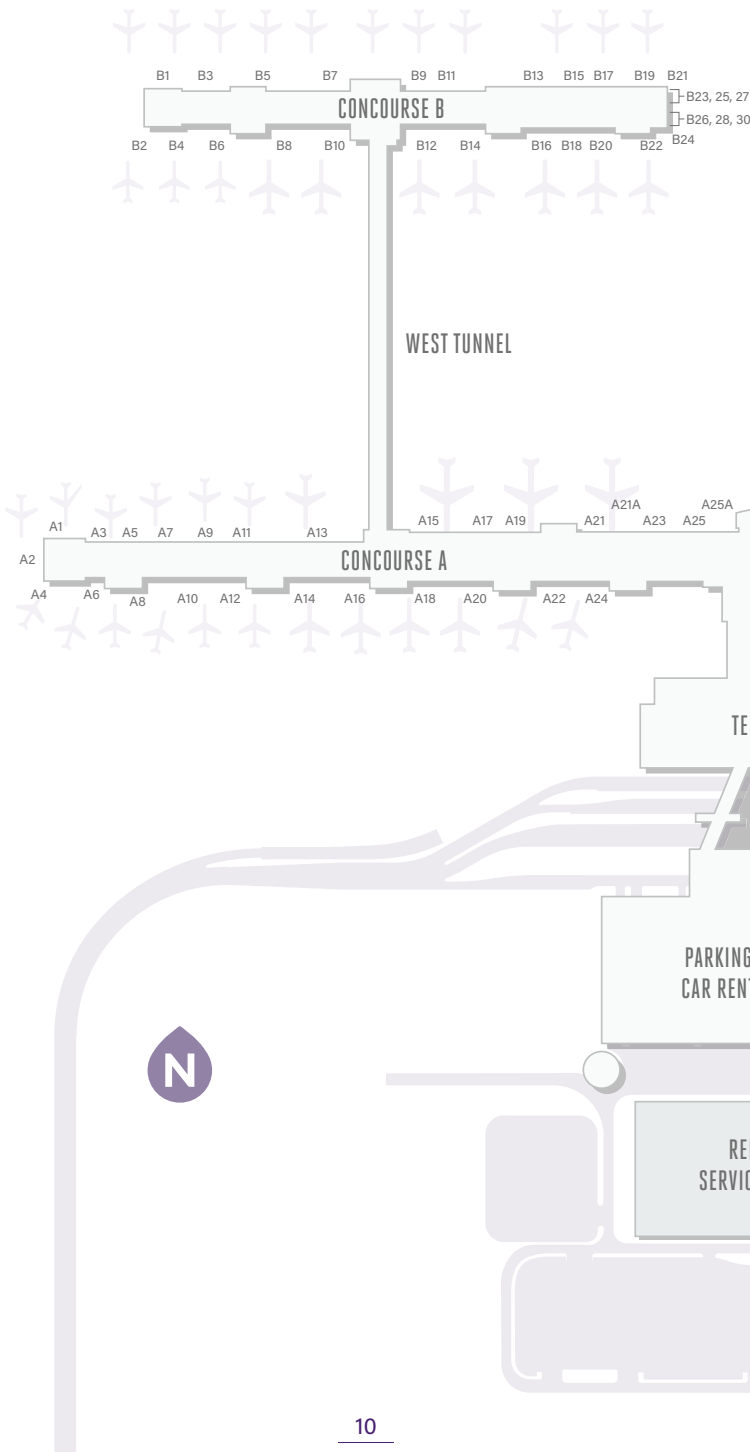 B1 B3 B5 B7 B9 B11 B13 B15 B17 B19 B21
CONCOURSE B
B23, 25, 27
B26, 28, 30
B2 B4 B6 B8 B10 B12 B14 B16 B18 B20 B22 B24
WEST TUNNEL
A21A A25A
A1 A3 A5 A7 A9 A11 A13 A15 A17 A19 A21 A23 A25
A2
CONCOURSE A
A4 A6 A8 A10 A12 A14 A16 A18 A20 A22 A24
TE
PARKING
CAR RENT
N
RE
SERVIC
10